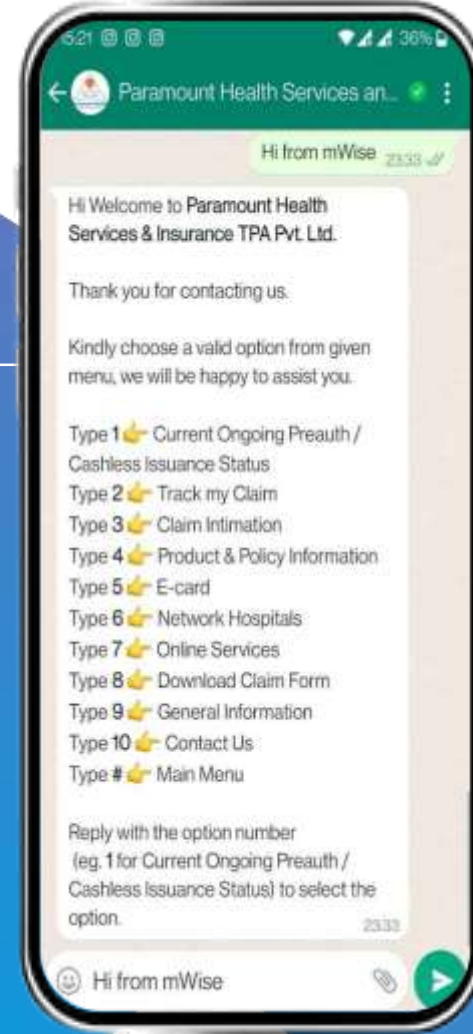 15:21 36%
Paramount Health Services an...
Hi from mWise 23:33
Hi Welcome to Paramount Health
Services & Insurance TPA Pvt. Ltd.
Thank you for contacting us.
Kindly choose a valid option from given
menu, we will be happy to assist you.
Type 1👉 Current Ongoing Preauth /
Cashless Issuance Status
Type 2👉 Track my Claim
Type 3👉 Claim Intimation
Type 4👉 Product & Policy Information
Type 5👉 E-card
Type 6👉 Network Hospitals
Type 7👉 Online Services
Type 8👉 Download Claim Form
Type 9👉 General Information
Type 10👉 Contact Us
Type #👉 Main Menu
Reply with the option number
(eg. 1 for Current Ongoing Preauth /
Cashless Issuance Status) to select the
option. 23:33
Hi from mWise